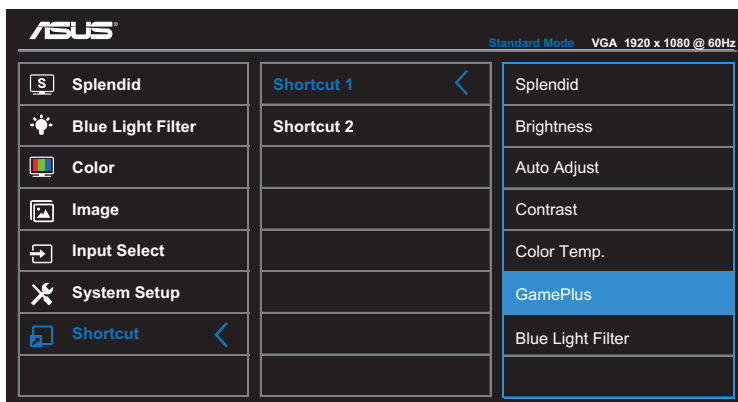 ASUS
Standard Mode VGA 1920 x 1080 @ 60Hz
S Splendid
Blue Light Filter
Color
Image
Input Select
System Setup
Shortcut
Shortcut 1
Shortcut 2
Splendid
Brightness
Auto Adjust
Contrast
Color Temp.
GamePlus
Blue Light Filter